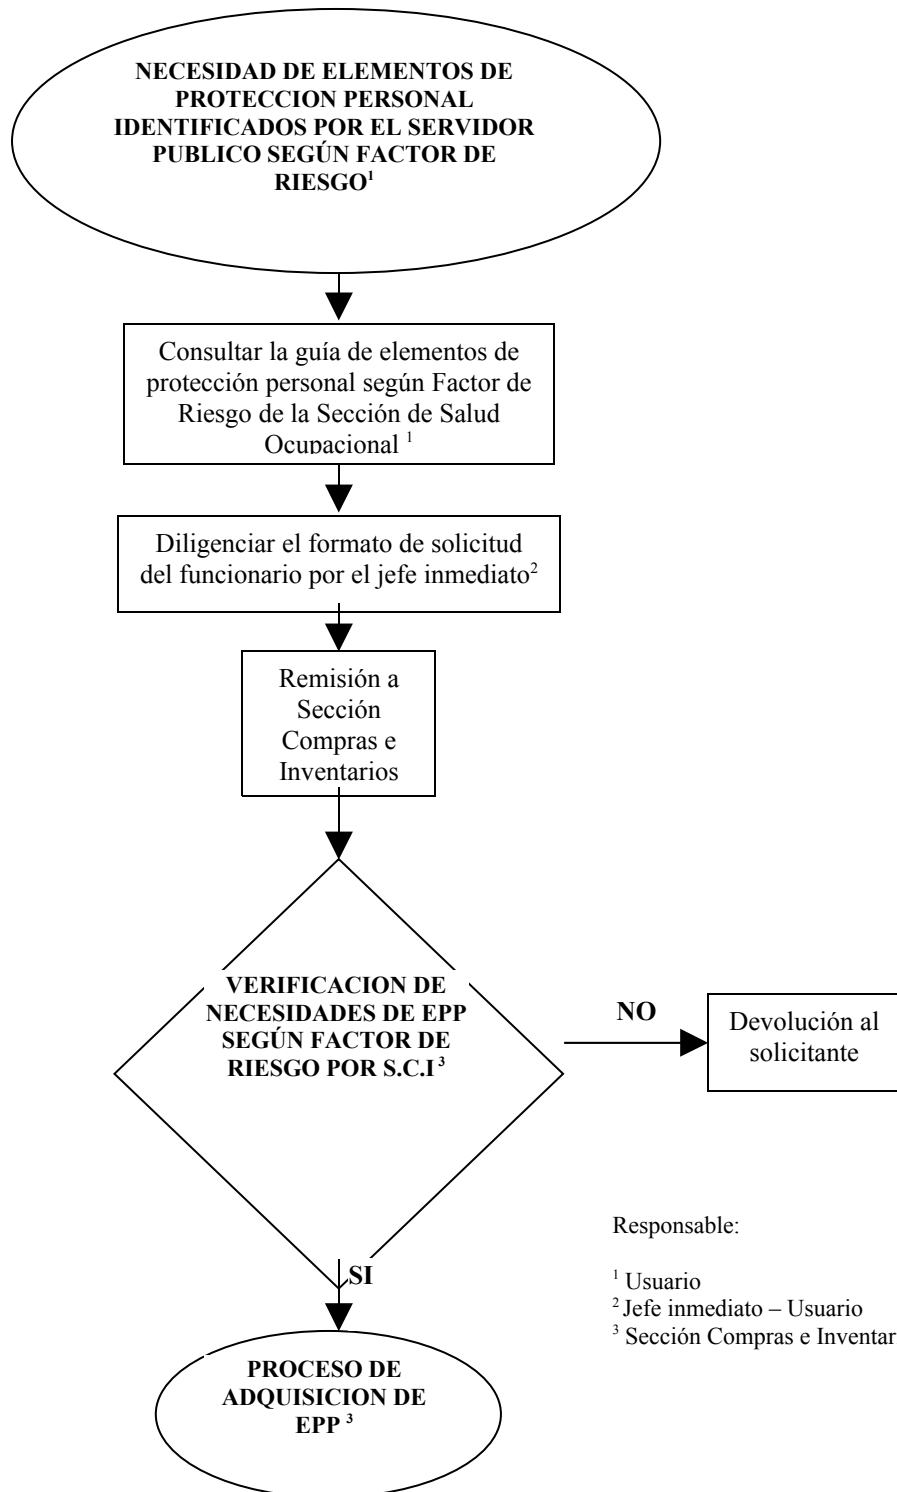 NECESIDAD DE ELEMENTOS DE
PROTECCION PERSONAL
IDENTIFICADOS POR EL SERVIDOR
PUBLICO SEGÚN FACTOR DE
RIESGO¹
Consultar la guía de elementos de
protección personal según Factor de
Riesgo de la Sección de Salud
Ocupacional ¹
Diligenciar el formato de solicitud
del funcionario por el jefe inmediato²
Remisión a
Sección
Compras e
Inventarios
VERIFICACION DE
NECESIDADES DE EPP
SEGÚN FACTOR DE
RIESGO POR S.C.I ³
NO
Devolución al
solicitante
Responsable:
¹ Usuario
² Jefe inmediato – Usuario
³ Sección Compras e Inventar
SI
PROCESO DE
ADQUISICION DE
EPP ³